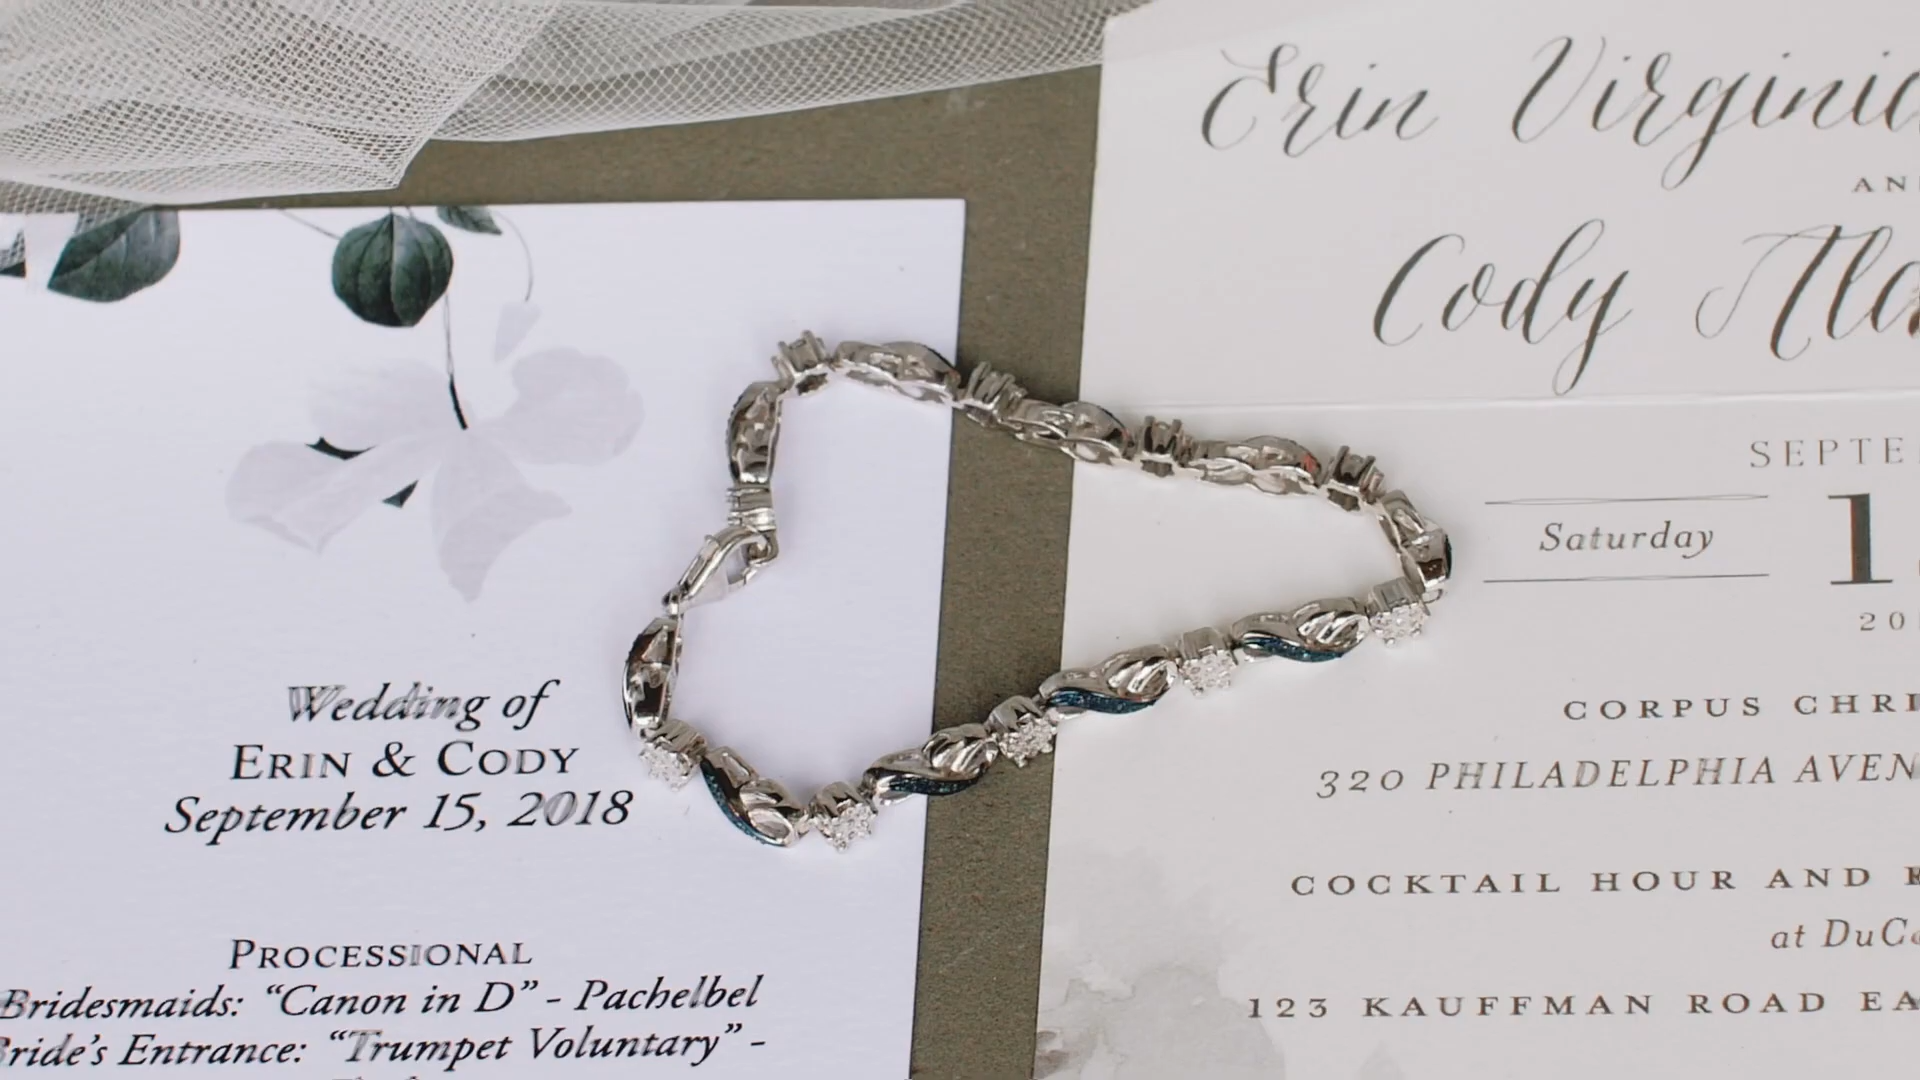 Wedding of
ERIN & CODY
September 15, 2018
PROCESSIONAL
Bridesmaids: “Canon in D” - Pachelbel
Bride’s Entrance: “Trumpet Voluntary” -
Erin
Cody
SEPTE
Saturday
20
CORPUS CHRI
320 PHILADELPHIA AVEN
COCKTAIL HOUR AND
at DuC
123 KAUFFMAN ROAD EA